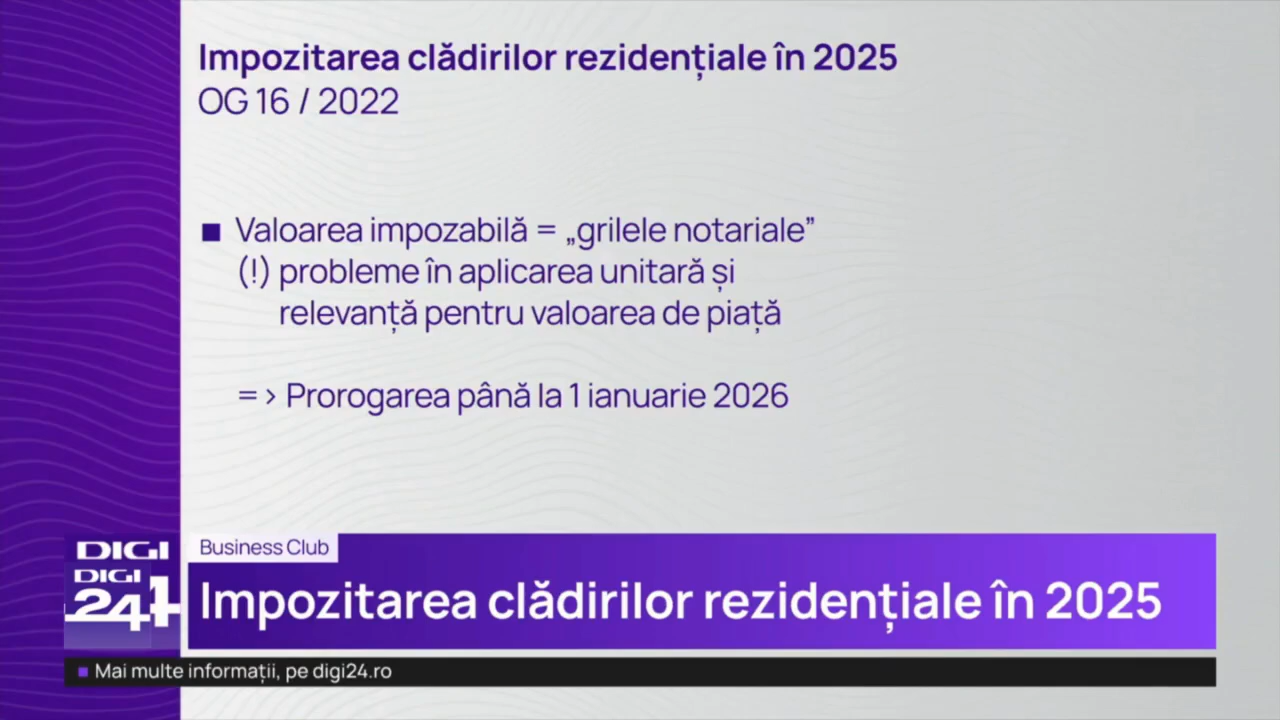 Impozitarea clădirilor rezidențiale în 2025
OG 16 / 2022
■ Valoarea impozabilă = „grilele notariale”
(!) probleme în aplicarea unitară și
relevanță pentru valoarea de piață
= > Prorogarea până la 1 ianuarie 2026
DIGI
DIGI
24
Business Club
Impozitarea clădirilor rezidențiale în 2025
■ Mai multe informații, pe digi24.ro